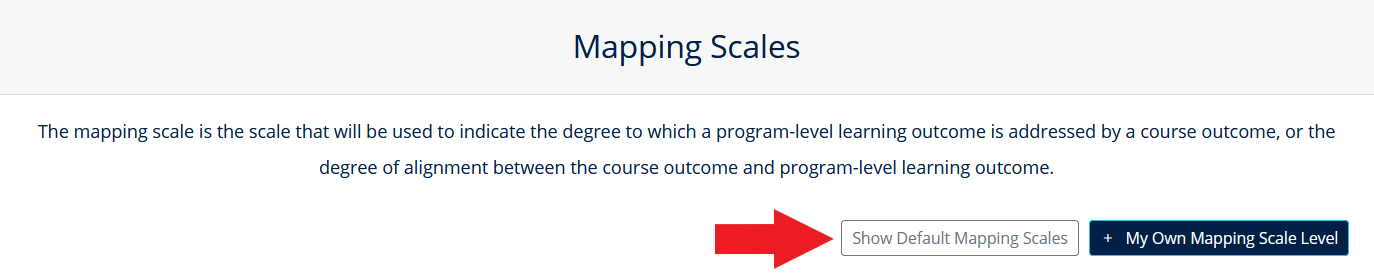 Mapping Scales
The mapping scale is the scale that will be used to indicate the degree to which a program-level learning outcome is addressed by a course outcome, or the
degree of alignment between the course outcome and program-level learning outcome.
Show Default Mapping Scales
+ My Own Mapping Scale Level